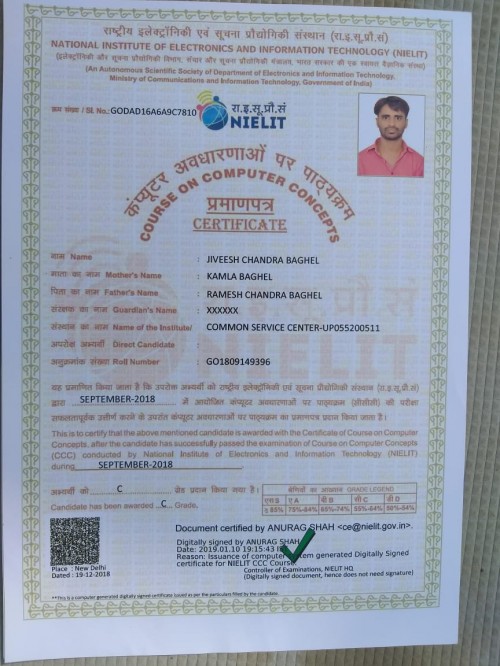 राष्ट्रीय इलेक्ट्रॉनिकी एवं सूचना प्रौद्योगिकी संस्थान (रा.इ.सू.प्रौ.सं)
NATIONAL INSTITUTE OF ELECTRONICS AND INFORMATION TECHNOLOGY (NIELIT)
(इलेक्ट्रॉनिकी और सूचना प्रौद्योगिकी विभाग, संचार और सूचना प्रौद्योगिकी मंत्रालय, भारत सरकार की एक स्वायत्त वैज्ञानिक संस्था)
(An Autonomous Scientific Society of Department of Electronics and Information Technology,
Ministry of Communications and Information Technology, Government of India)
क्रम संख्या / Sl. No.: GODAD16A6A9C7810
रा.इ.सू.प्रौ.सं
NIELIT
कंप्यूटर अवधारणाओं पर पाठ्यक्रम
COURSE ON COMPUTER CONCEPTS
प्रमाणपत्र
CERTIFICATE
नाम Name : JIVEESH CHANDRA BAGHEL
माता का नाम Mother's Name : KAMLA BAGHEL
पिता का नाम Father's Name : RAMESH CHANDRA BAGHEL
संरक्षक का नाम Guardian's Name : XXXXXX
संस्थान का नाम Name of the Institute/ : COMMON SERVICE CENTER-UP055200511
अपरोक्ष अभ्यर्थी Direct Candidate :
अनुक्रमांक संख्या Roll Number : GO1809149396
यह प्रमाणित किया जाता है कि उपरोक्त अभ्यर्थी को राष्ट्रीय इलेक्ट्रॉनिकी एवं सूचना प्रौद्योगिकी संस्थान (रा.इ.सू.प्रौ.सं)
द्वारा SEPTEMBER-2018 में आयोजित कंप्यूटर अवधारणाओं पर पाठ्यक्रम (सीसीसी) की परीक्षा
सफलतापूर्वक उत्तीर्ण करने के उपरांत कंप्यूटर अवधारणाओं पर पाठ्यक्रम का प्रमाणपत्र प्रदान किया जाता है।
This is to certify that the above mentioned candidate is awarded with the Certificate of Course on Computer
Concepts, after the candidate has successfully passed the examination of Course on Computer Concepts
(CCC) conducted by National Institute of Electronics and Information Technology (NIELIT)
during SEPTEMBER-2018
अभ्यर्थी को C ग्रेड प्रदान किया गया है।
Candidate has been awarded C Grade.
श्रेणियों का आख्यान GRADE LEGEND
एस S ए A बी B सी C डी D
≥ 85% 75%-84% 65%-74% 55%-64% 50%-54%
Document certified by ANURAG SHAH <ce@nielit.gov.in>.
Digitally signed by ANURAG SHAH
Date: 2019.01.10 19:15:43
Reason: Issuance of computer system generated Digitally Signed
certificate for NIELIT CCC Course.
Controller of Examinations, NIELIT HQ
(Digitally signed document, hence does not need signature)
Place : New Delhi
Dated : 19-12-2018
**This is a computer generated digitally signed certificate issued as per the particulars filled by the candidate.